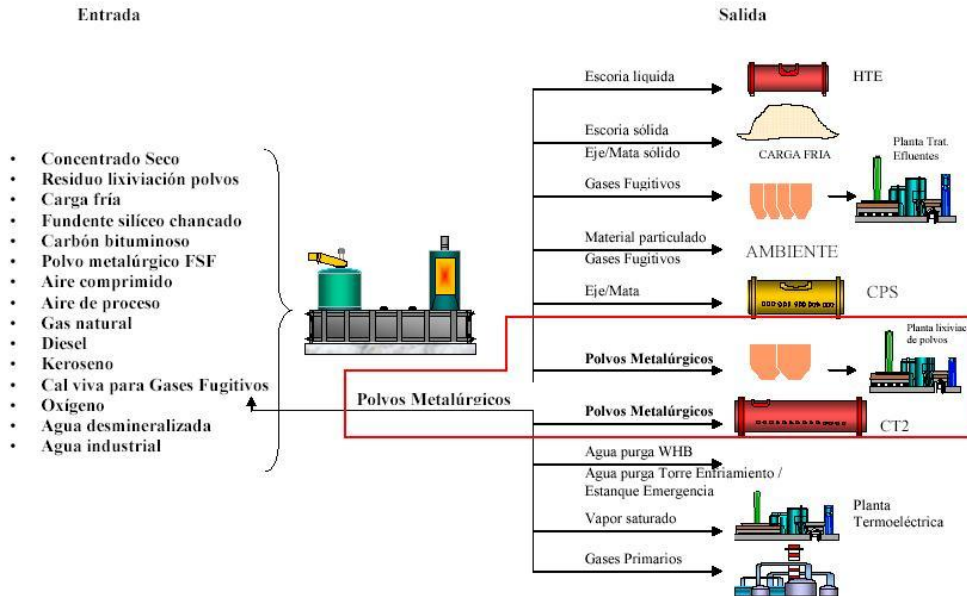 Entrada
Salida
• Concentrado Seco
• Residuo lixiviación polvos
• Carga fría
• Fundente silíceo chancado
• Carbón bituminoso
• Polvo metalúrgico FSF
• Aire comprimido
• Aire de proceso
• Gas natural
• Diesel
• Keroseno
• Cal viva para Gases Fugitivos
• Oxígeno
• Agua desmineralizada
• Agua industrial
Polvos Metalúrgicos
Escoria liquida
HTE
Escoria sólida
Eje/Mata sólido
CARGA FRIA
Gases Fugitivos
Planta Trat.
Efluentes
Material particulado
Gases Fugitivos
AMBIENTE
Eje/Mata
CPS
Polvos Metalúrgicos
Planta lixiviac
de polvos
Polvos Metalúrgicos
CT2
Agua purga WHB
Agua purga Torre Enfriamiento /
Estanque Emergencia
Vapor saturado
Planta
Termoeléctrica
Gases Primarios